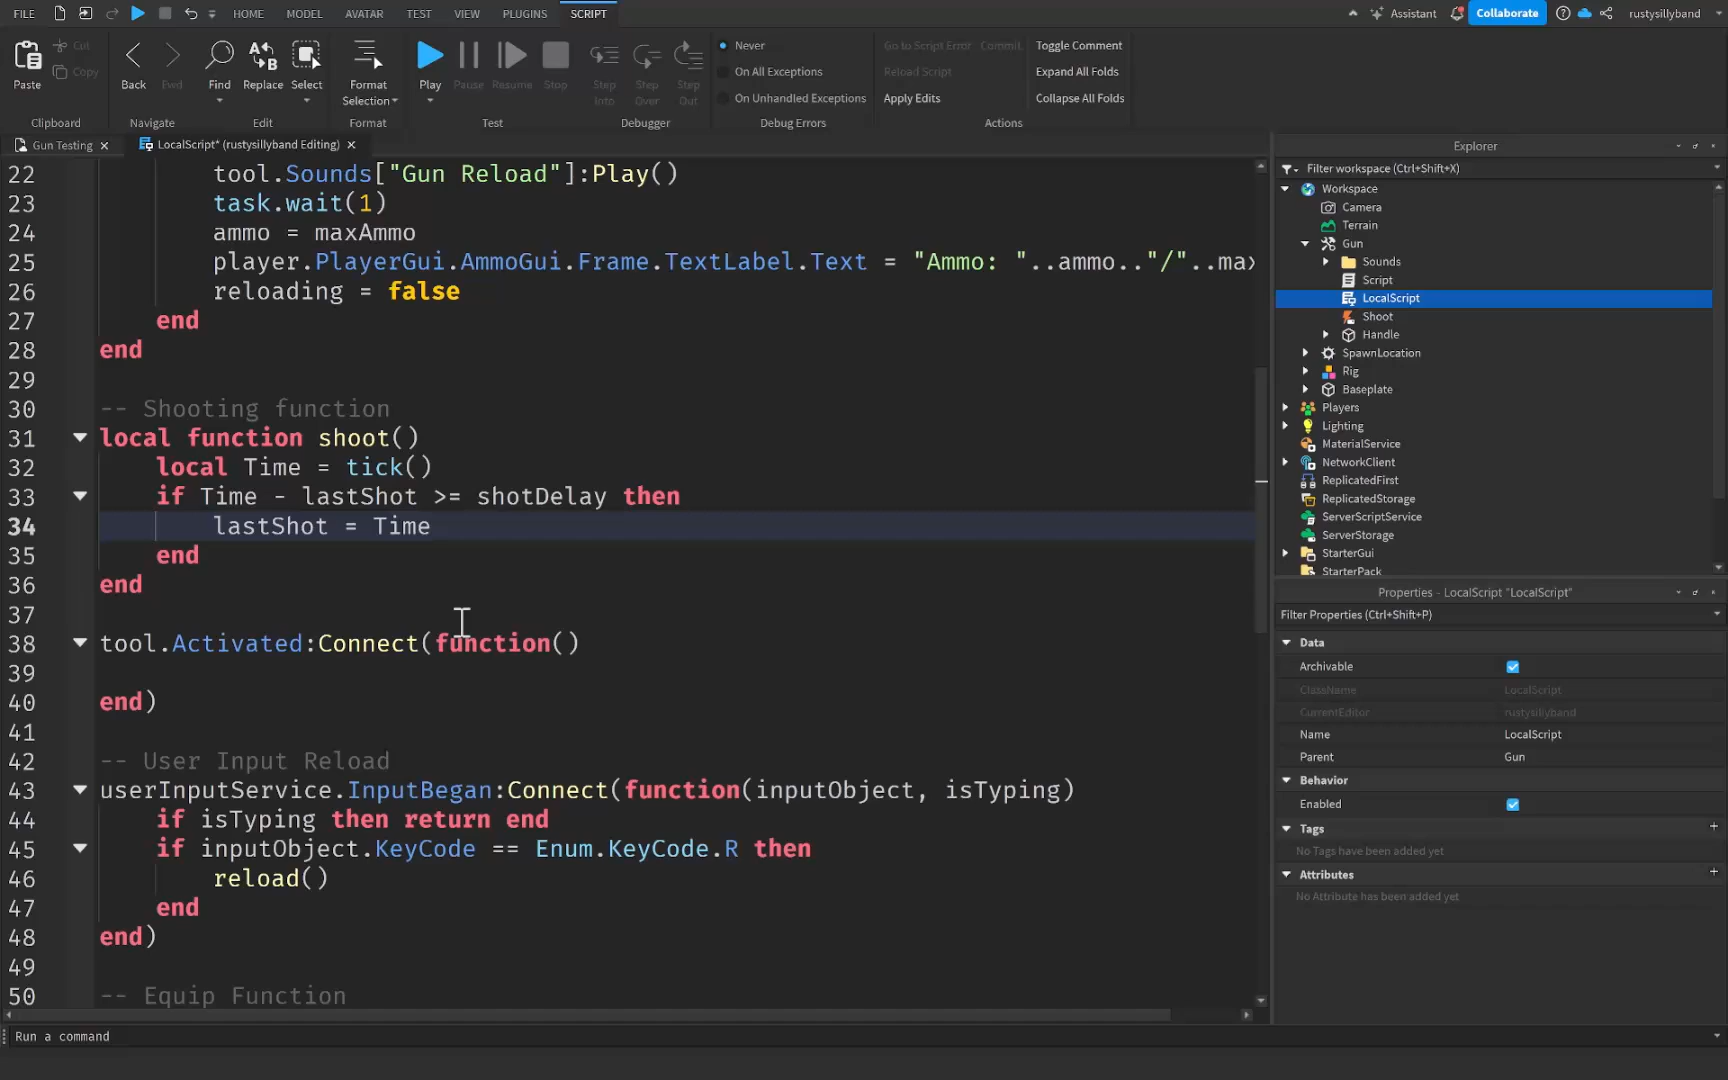 FILE HOME MODEL AVATAR TEST VIEW PLUGINS SCRIPT Assistant Collaborate rustysillyband
Paste Cut Copy
Back Fwd Find Replace Select Format Selection
Play Pause Resume Stop Step Into Step Over Step Out
Never
On All Exceptions
On Unhandled Exceptions
Go to Script Error Commit
Reload Script
Apply Edits
Toggle Comment
Expand All Folds
Collapse All Folds
Clipboard Navigate Edit Format Test Debugger Debug Errors Actions
Gun Testing LocalScript* (rustysillyband Editing)
22 tool.Sounds["Gun Reload"]:Play()
23 task.wait(1)
24 ammo = maxAmmo
25 player.PlayerGui.AmmoGui.Frame.TextLabel.Text = "Ammo: "..ammo.."/"..max
26 reloading = false
27 end
28 end
29
30 -- Shooting function
31 local function shoot()
32 local Time = tick()
33 if Time - lastShot >= shotDelay then
34 lastShot = Time
35 end
36 end
37
38 tool.Activated:Connect(function()
39
40 end)
41
42 -- User Input Reload
43 userInputService.InputBegan:Connect(function(inputObject, isTyping)
44 if isTyping then return end
45 if inputObject.KeyCode == Enum.KeyCode.R then
46 reload()
47 end
48 end)
49
50 -- Equip Function
Run a command
Explorer
Filter workspace (Ctrl+Shift+X)
Workspace
Camera
Terrain
Gun
Sounds
Script
LocalScript
Shoot
Handle
SpawnLocation
Rig
Baseplate
Players
Lighting
MaterialService
NetworkClient
ReplicatedFirst
ReplicatedStorage
ServerScriptService
ServerStorage
StarterGui
StarterPack
Properties - LocalScript "LocalScript"
Filter Properties (Ctrl+Shift+P)
Data
Archivable
ClassName LocalScript
CurrentEditor rustysillyband
Name LocalScript
Parent Gun
Behavior
Enabled
Tags
No Tags have been added yet
Attributes
No Attribute has been added yet